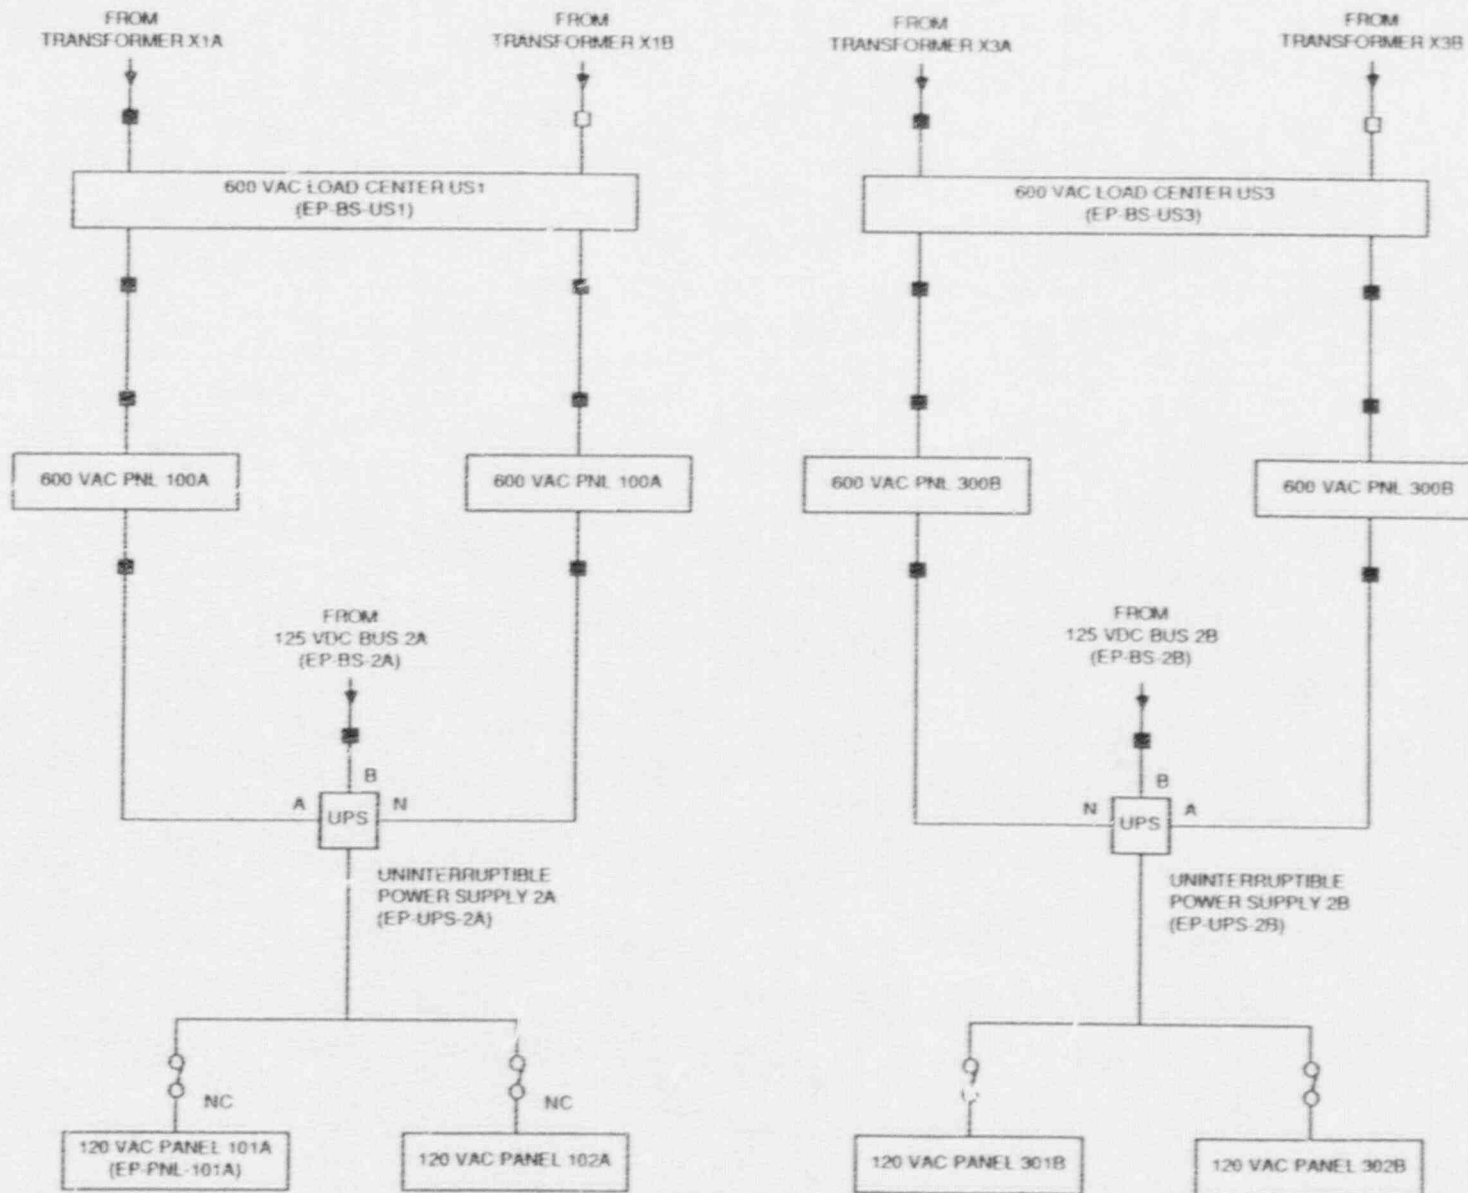 FROM
TRANSFORMER X1A
FROM
TRANSFORMER X1B
FROM
TRANSFORMER X3A
FROM
TRANSFORMER X3B
600 VAC LOAD CENTER US1
(EP-BS-US1)
600 VAC LOAD CENTER US3
(EP-BS-US3)
600 VAC PNL 100A
600 VAC PNL 100A
600 VAC PNL 300B
600 VAC PNL 300B
FROM
125 VDC BUS 2A
(EP-BS-2A)
FROM
125 VDC BUS 2B
(EP-BS-2B)
B
A
UPS
N
B
N
UPS
A
UNINTERRUPTIBLE
POWER SUPPLY 2A
(EP-UPS-2A)
UNINTERRUPTIBLE
POWER SUPPLY 2B
(EP-UPS-2B)
NC
NC
120 VAC PANEL 101A
(EP-PNL-101A)
120 VAC PANEL 102A
120 VAC PANEL 301B
120 VAC PANEL 302B